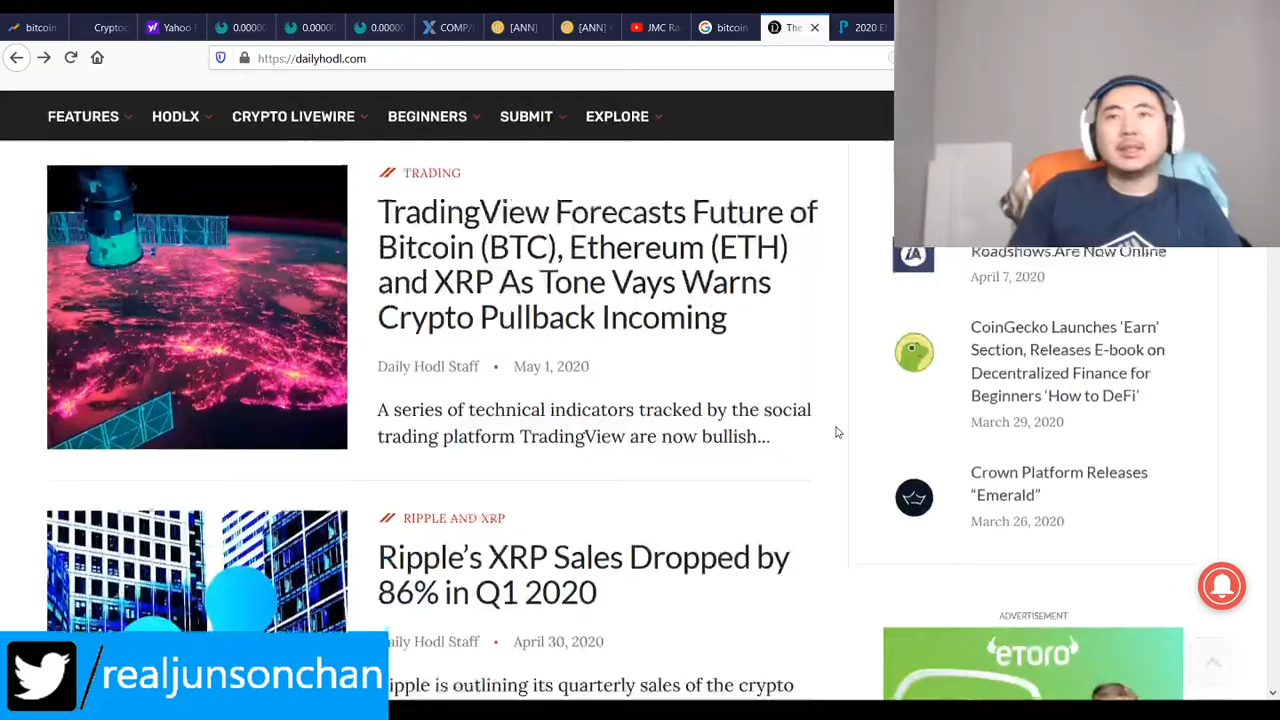 bitcoin
Cryptoc
Yahoo F
0.00000
0.00000
0.00000
COMP/
[ANN]
[ANN]
JMC Ra
bitcoin
The
2020 El
https://dailyhodl.com
FEATURES
HODLX
CRYPTO LIVEWIRE
BEGINNERS
SUBMIT
EXPLORE
TRADING
TradingView Forecasts Future of
Bitcoin (BTC), Ethereum (ETH)
and XRP As Tone Vays Warns
Crypto Pullback Incoming
Daily Hodl Staff • May 1, 2020
A series of technical indicators tracked by the social
trading platform TradingView are now bullish...
RIPPLE AND XRP
Ripple's XRP Sales Dropped by
86% in Q1 2020
aily Hodl Staff • April 30, 2020
ipple is outlining its quarterly sales of the crypto
Roadshows Are Now Online
April 7, 2020
CoinGecko Launches 'Earn'
Section, Releases E-book on
Decentralized Finance for
Beginners 'How to DeFi'
March 29, 2020
Crown Platform Releases
“Emerald”
March 26, 2020
ADVERTISEMENT
eToro
/realjunsonchan